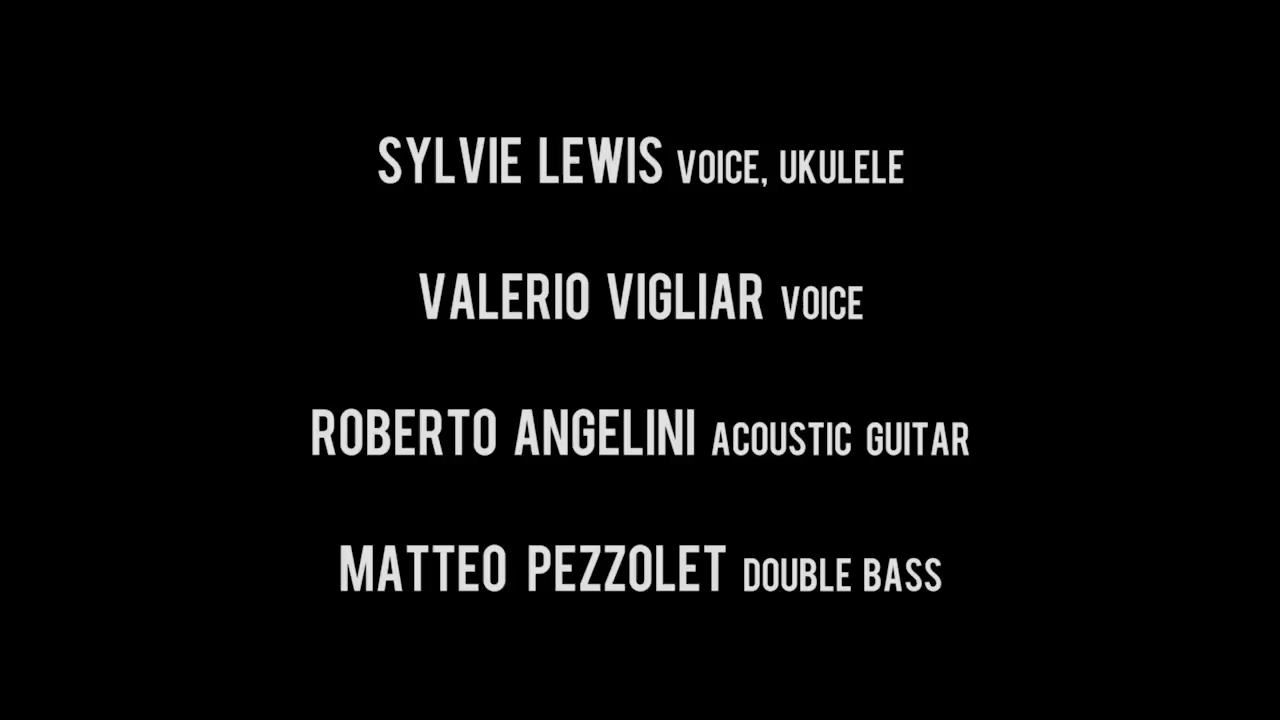 SYLVIE LEWIS VOICE, UKULELE
VALERIO VIGLIAR VOICE
ROBERTO ANGELINI ACOUSTIC GUITAR
MATTEO PEZZOLET DOUBLE BASS